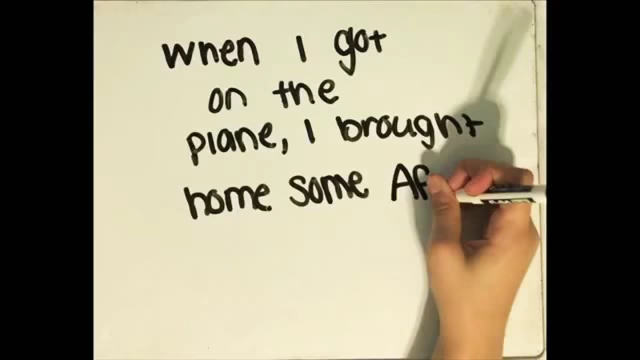 When I got
on the
plane, I brought
home some Af